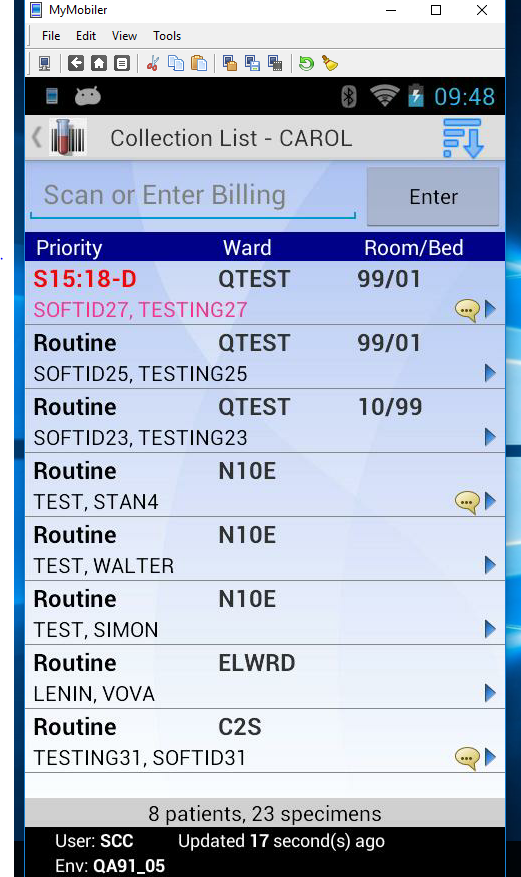 MyMobiler
File Edit View Tools
09:48
Collection List - CAROL
Scan or Enter Billing Enter
Priority Ward Room/Bed
S15:18-D QTEST 99/01
SOFTID27, TESTING27
Routine QTEST 99/01
SOFTID25, TESTING25
Routine QTEST 10/99
SOFTID23, TESTING23
Routine N10E
TEST, STAN4
Routine N10E
TEST, WALTER
Routine N10E
TEST, SIMON
Routine ELWRD
LENIN, VOVA
Routine C2S
TESTING31, SOFTID31
8 patients, 23 specimens
User: SCC Updated 17 second(s) ago
Env: QA91_05